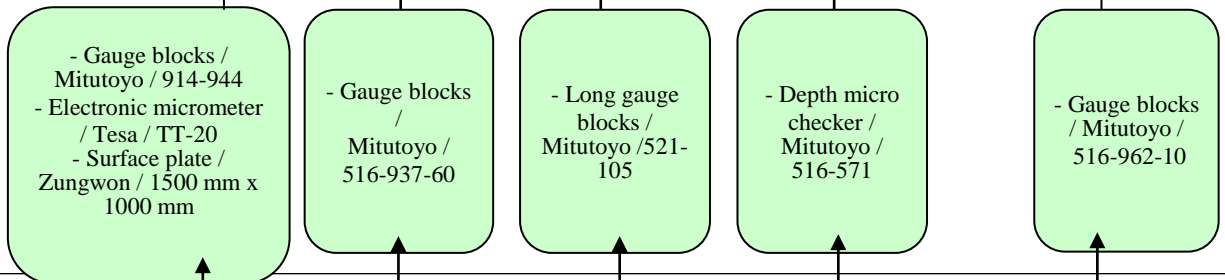 - Gauge blocks /
Mitutoyo / 914-944
- Electronic micrometer
/ Tesa / TT-20
- Surface plate /
Zungwon / 1500 mm x
1000 mm
- Gauge blocks
/
Mitutoyo /
516-937-60
- Long gauge
blocks /
Mitutoyo /521-
105
- Depth micro
checker /
Mitutoyo /
516-571
- Gauge blocks
/ Mitutoyo /
516-962-10